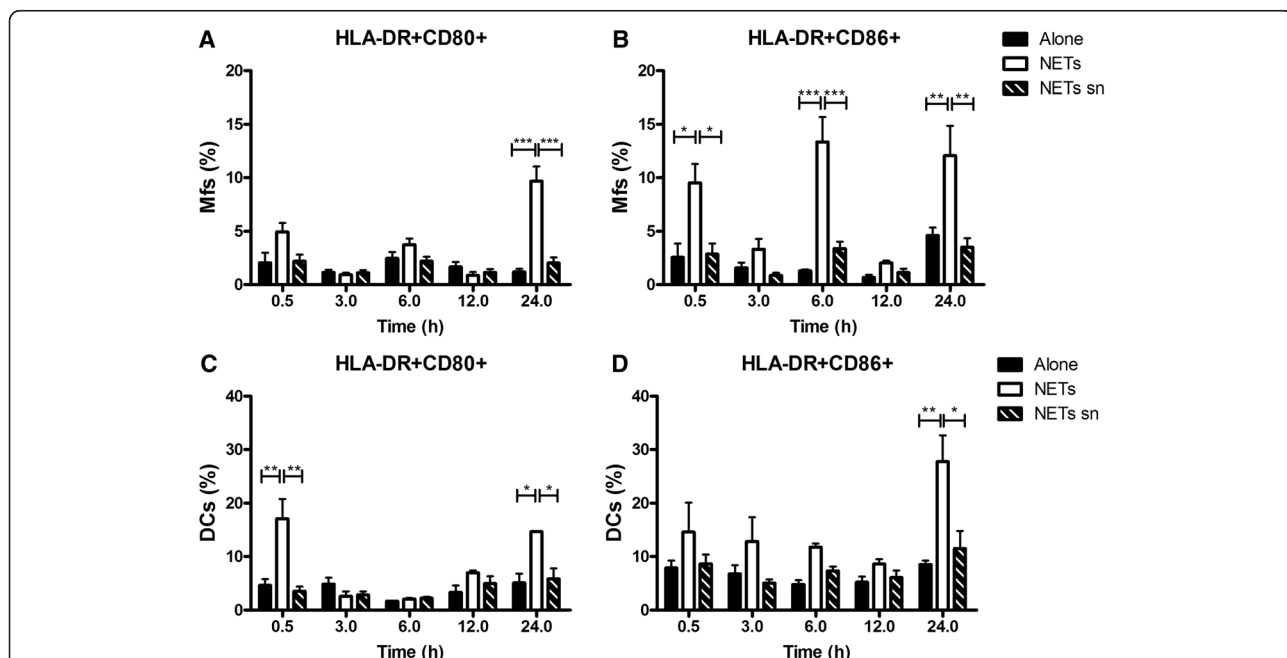 A
HLA-DR+CD80+
Mfs (%)
20
15
10
5
0
*** ***
0.5 3.0 6.0 12.0 24.0
Time (h)
B
HLA-DR+CD86+
Mfs (%)
20
15
10
5
0
* *
*** ***
** **
0.5 3.0 6.0 12.0 24.0
Time (h)
Alone
NETs
NETs sn
C
HLA-DR+CD80+
DCs (%)
40
30
20
10
0
** **
* *
0.5 3.0 6.0 12.0 24.0
Time (h)
D
HLA-DR+CD86+
DCs (%)
40
30
20
10
0
** *
0.5 3.0 6.0 12.0 24.0
Time (h)
Alone
NETs
NETs sn